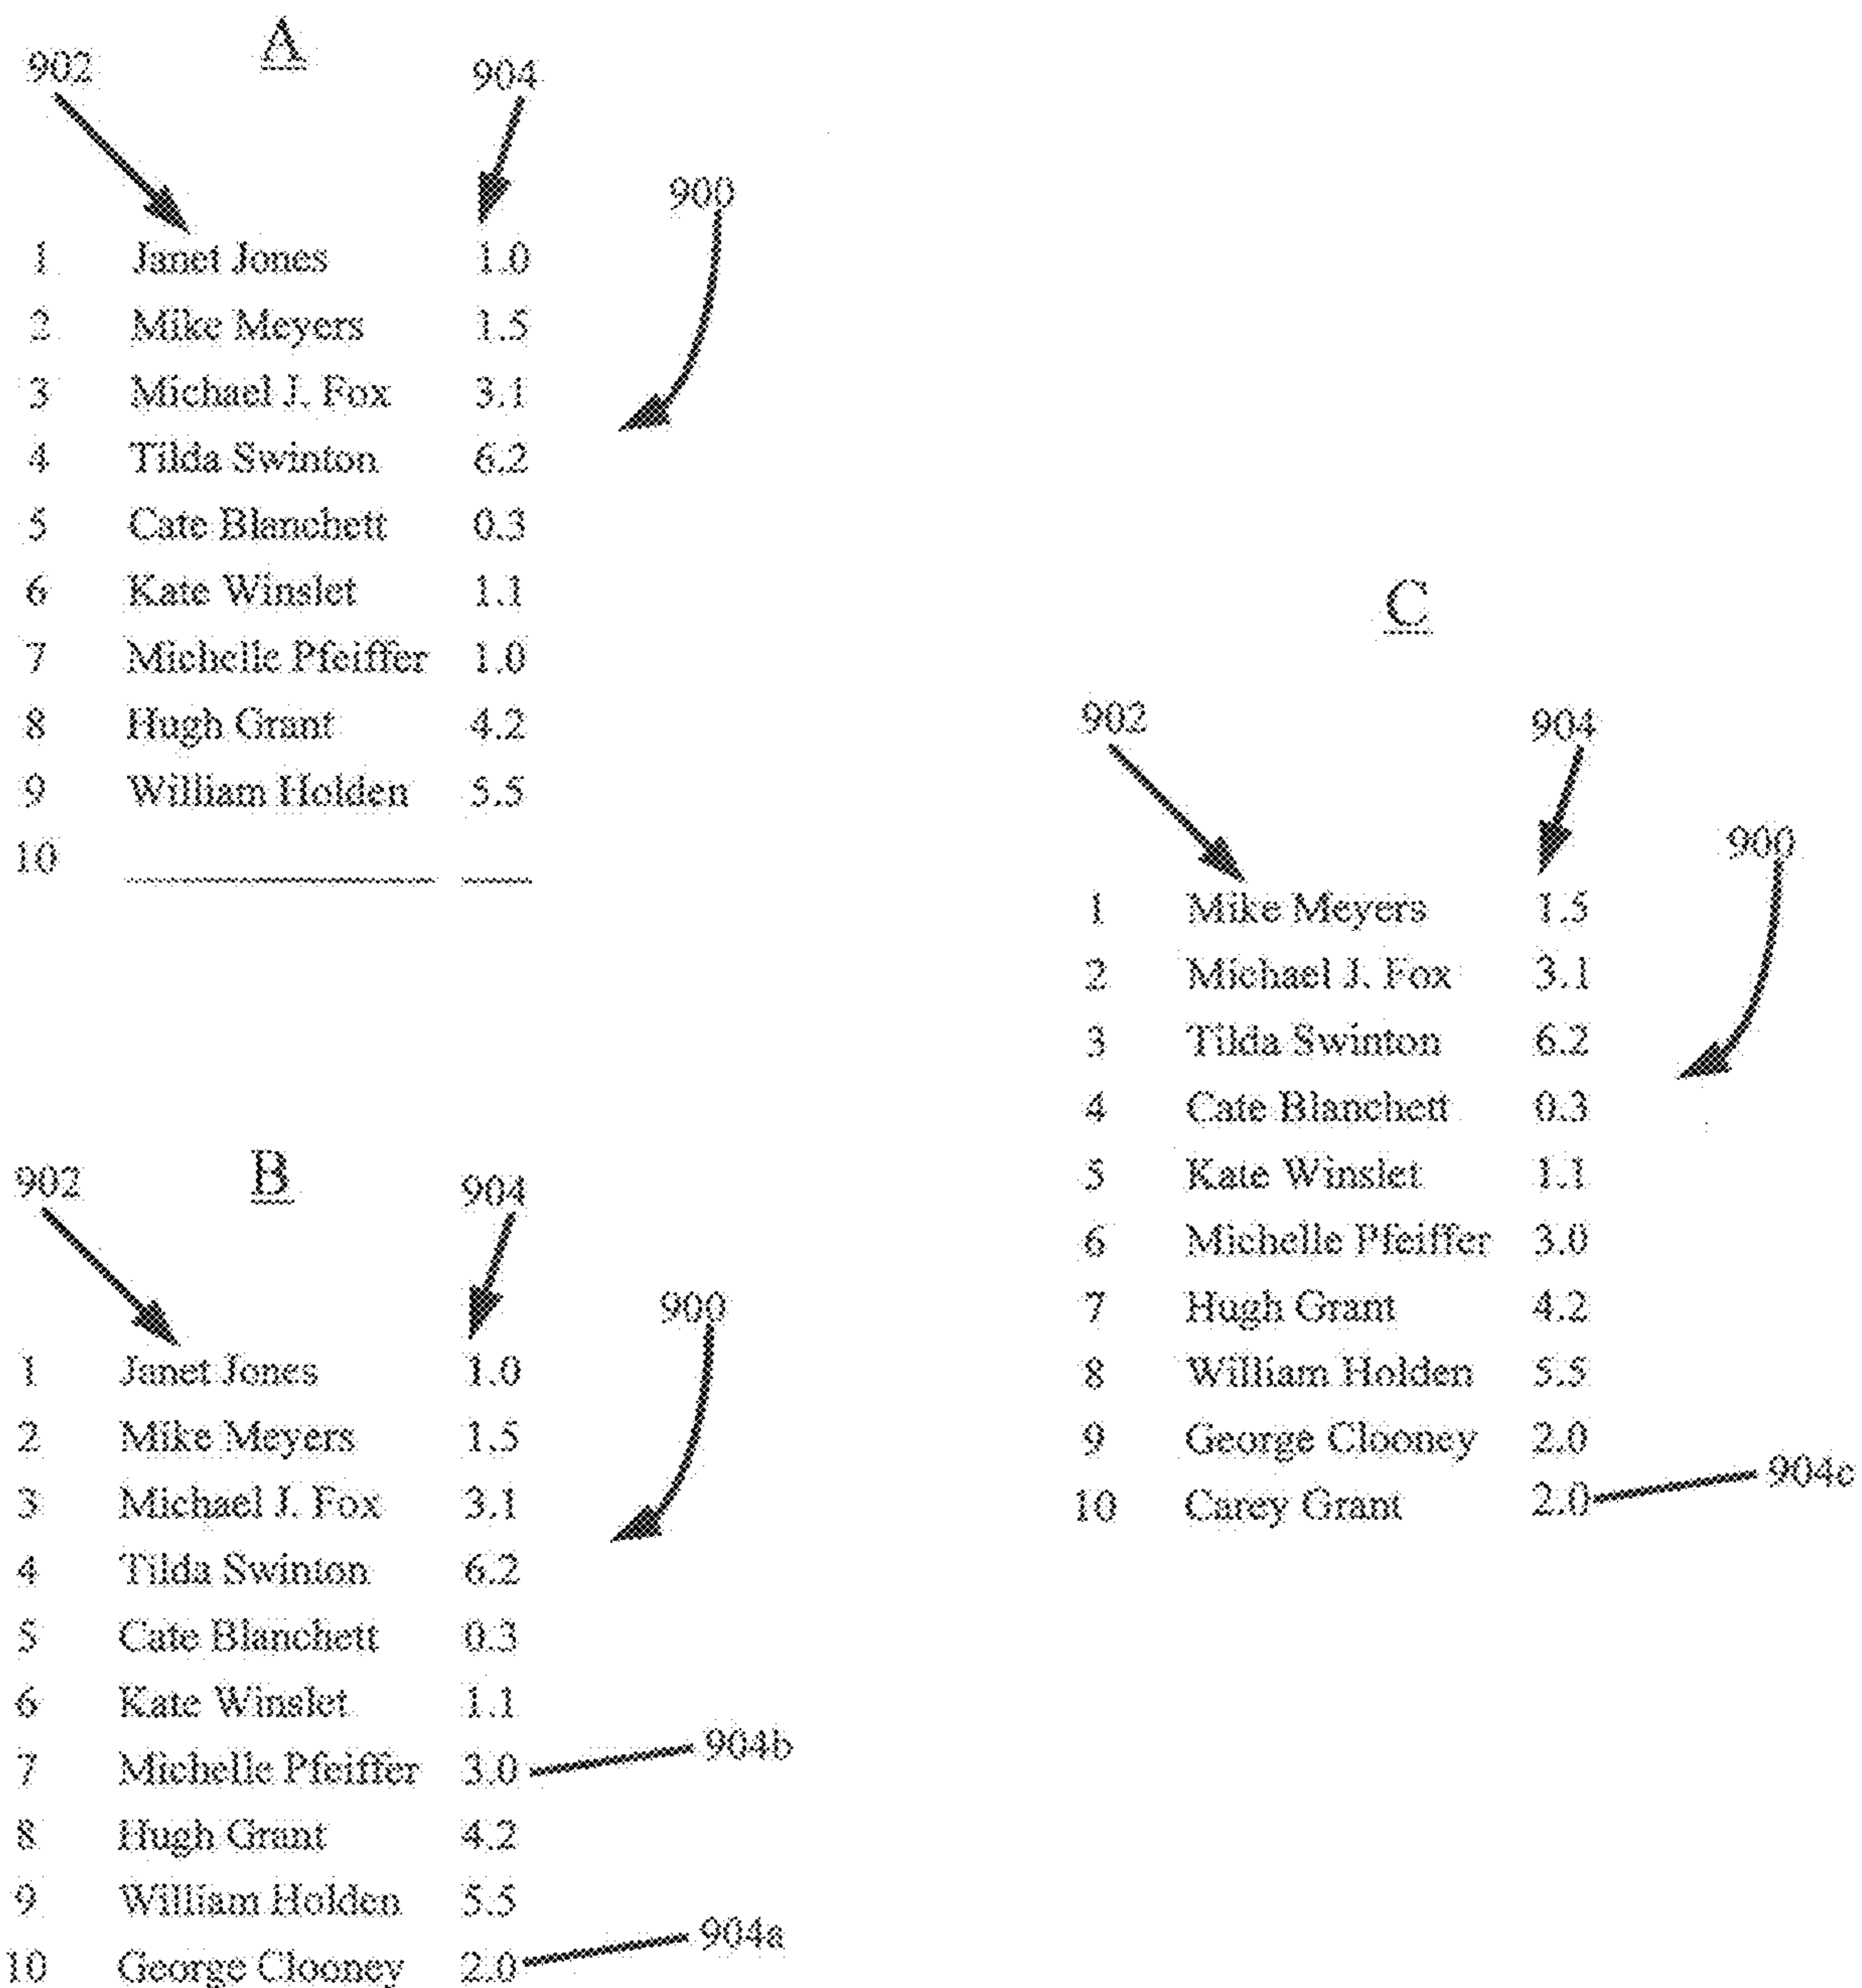 A
902 904
900
1 Janet Jones 1.0
2 Mike Meyers 1.5
3 Michael J. Fox 3.1
4 Tilda Swinton 6.2
5 Cate Blanchett 0.3
6 Kate Winslet 1.1
7 Michelle Pfeiffer 1.0
8 Hugh Grant 4.2
9 William Holden 5.5
10
B
902 904
900
1 Janet Jones 1.0
2 Mike Meyers 1.5
3 Michael J. Fox 3.1
4 Tilda Swinton 6.2
5 Cate Blanchett 0.3
6 Kate Winslet 1.1
7 Michelle Pfeiffer 3.0 904b
8 Hugh Grant 4.2
9 William Holden 5.5
10 George Clooney 2.0 904a
C
902 904
900
1 Mike Meyers 1.5
2 Michael J. Fox 3.1
3 Tilda Swinton 6.2
4 Cate Blanchett 0.3
5 Kate Winslet 1.1
6 Michelle Pfeiffer 3.0
7 Hugh Grant 4.2
8 William Holden 5.5
9 George Clooney 2.0
10 Carey Grant 2.0 904c